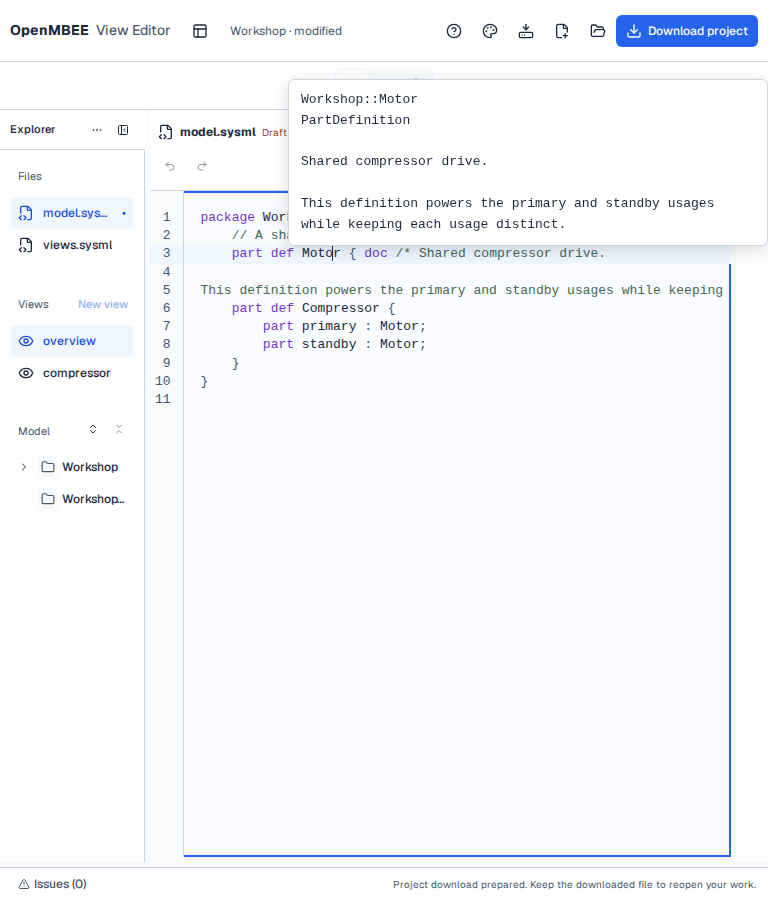 OpenMBEE View Editor
Workshop · modified
Download project
Explorer
Files
model.sys...
views.sysml
Views
New view
overview
compressor
Model
Workshop
Workshop...
model.sysml Draft
Workshop::Motor
PartDefinition
Shared compressor drive.
This definition powers the primary and standby usages
while keeping each usage distinct.
1 package Wor
2 // A sha
3 part def Motor { doc /* Shared compressor drive.
4
5 This definition powers the primary and standby usages while keeping
6 part def Compressor {
7 part primary : Motor;
8 part standby : Motor;
9 }
10 }
11
Issues (0)
Project download prepared. Keep the downloaded file to reopen your work.